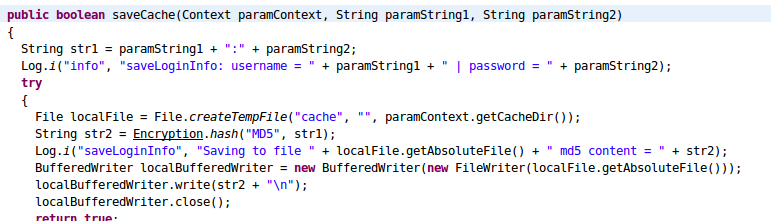 public boolean saveCache(Context paramContext, String paramString1, String paramString2)
{
String str1 = paramString1 + ":" + paramString2;
Log.i("info", "saveLoginInfo: username = " + paramString1 + " | password = " + paramString2);
try
{
File localFile = File.createTempFile("cache", "", paramContext.getCacheDir());
String str2 = Encryption.hash("MD5", str1);
Log.i("saveLoginInfo", "Saving to file " + localFile.getAbsoluteFile() + " md5 content = " + str2);
BufferedWriter localBufferedWriter = new BufferedWriter(new FileWriter(localFile.getAbsoluteFile()));
localBufferedWriter.write(str2 + "\n");
localBufferedWriter.close();
return true;